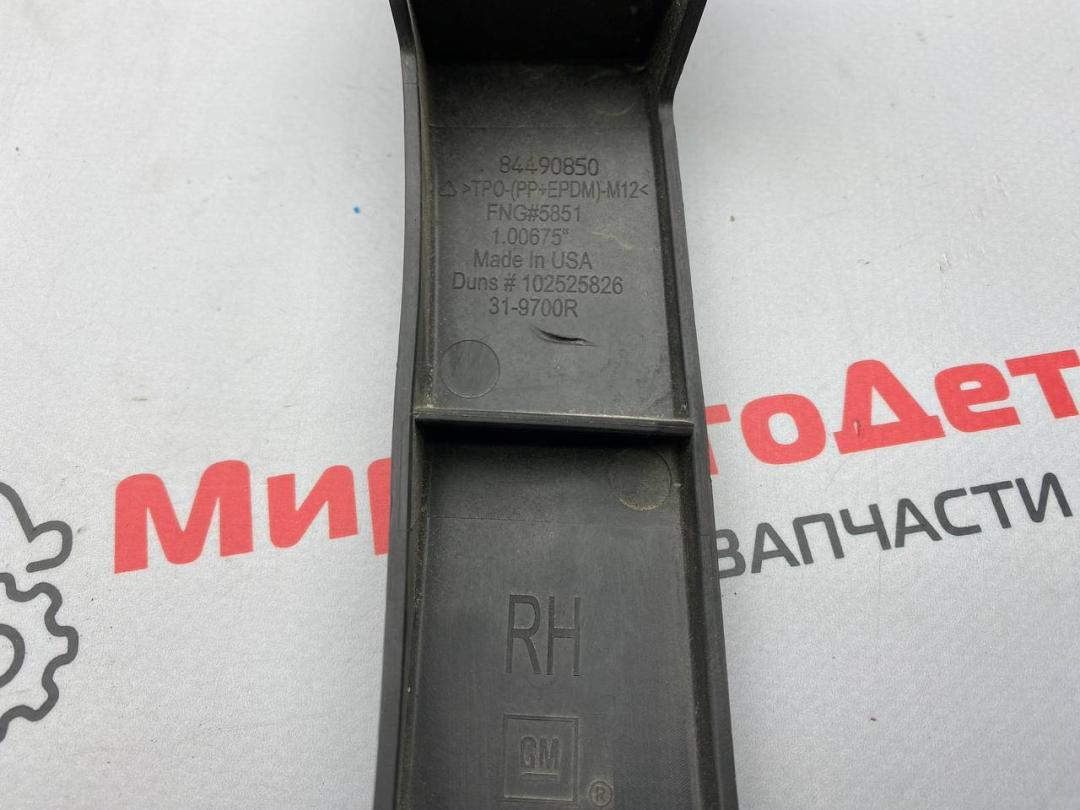 84490850
>TPO-(PP+EPDM)-M12<
FNG#5851
1.00675"
Made In USA
Duns # 102525826
31-9700R
Мир тоДет
ЗАПЧАСТИ
RH
GM
®